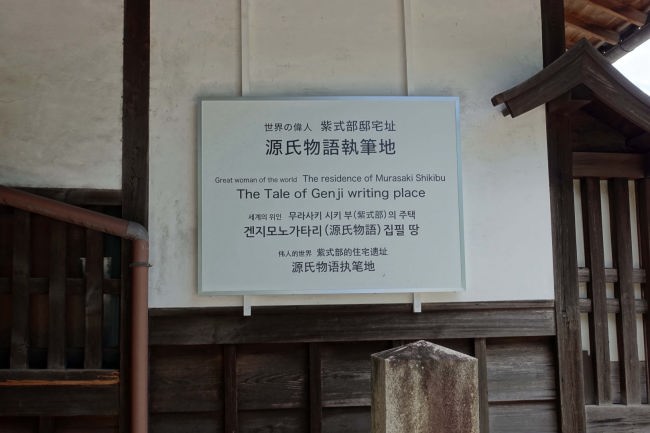 世界の偉人 紫式部邸宅址
源氏物語執筆地
Great woman of the world The residence of Murasaki Shikibu
The Tale of Genji writing place
세계의 위인 무라사키 시키 부(紫式部)의 주택
겐지모노가타리(源氏物語)집필 땅
伟人的世界 紫式部的住宅遗址
源氏物语执笔地